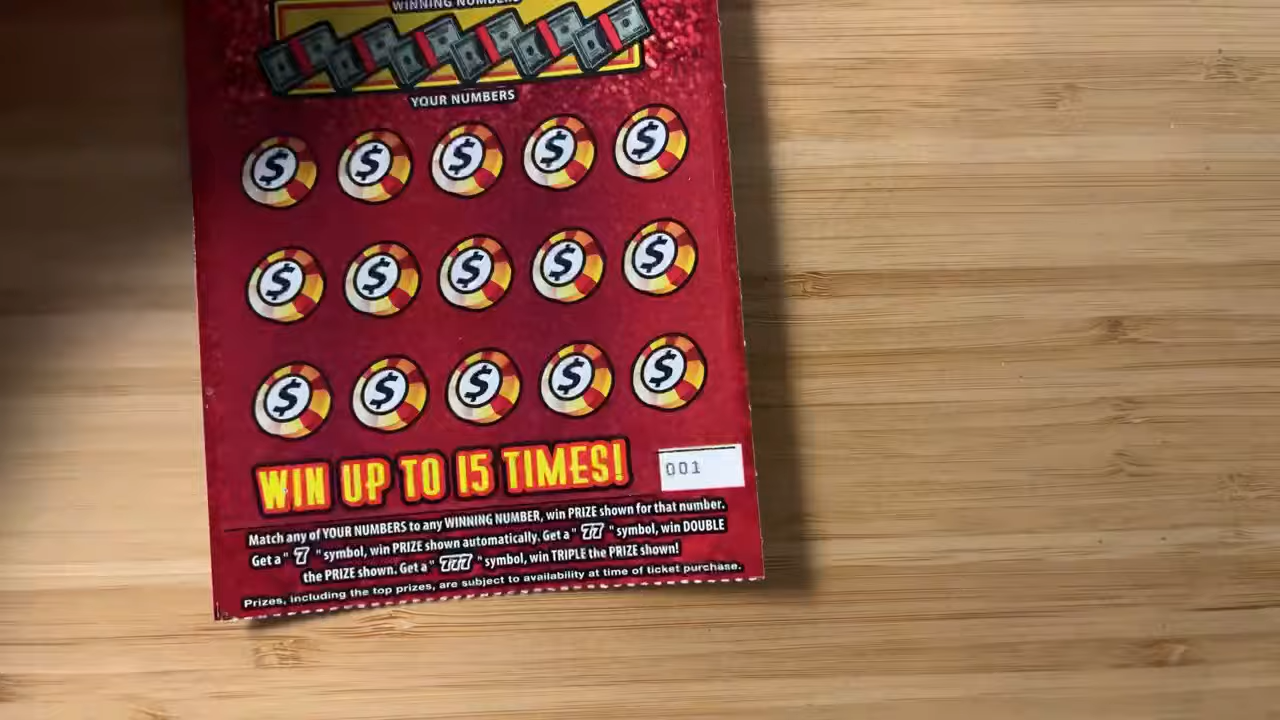 WINNING NUMBERS
YOUR NUMBERS
$ $ $ $ $
$ $ $ $ $
$ $ $ $ $
WIN UP TO 15 TIMES!
001
Match any of YOUR NUMBERS to any WINNING NUMBER, win PRIZE shown for that number.
Get a " 7 " symbol, win PRIZE shown automatically. Get a " 77 " symbol, win DOUBLE
the PRIZE shown. Get a " 777 " symbol, win TRIPLE the PRIZE shown!
Prizes, including the top prizes, are subject to availability at time of ticket purchase.